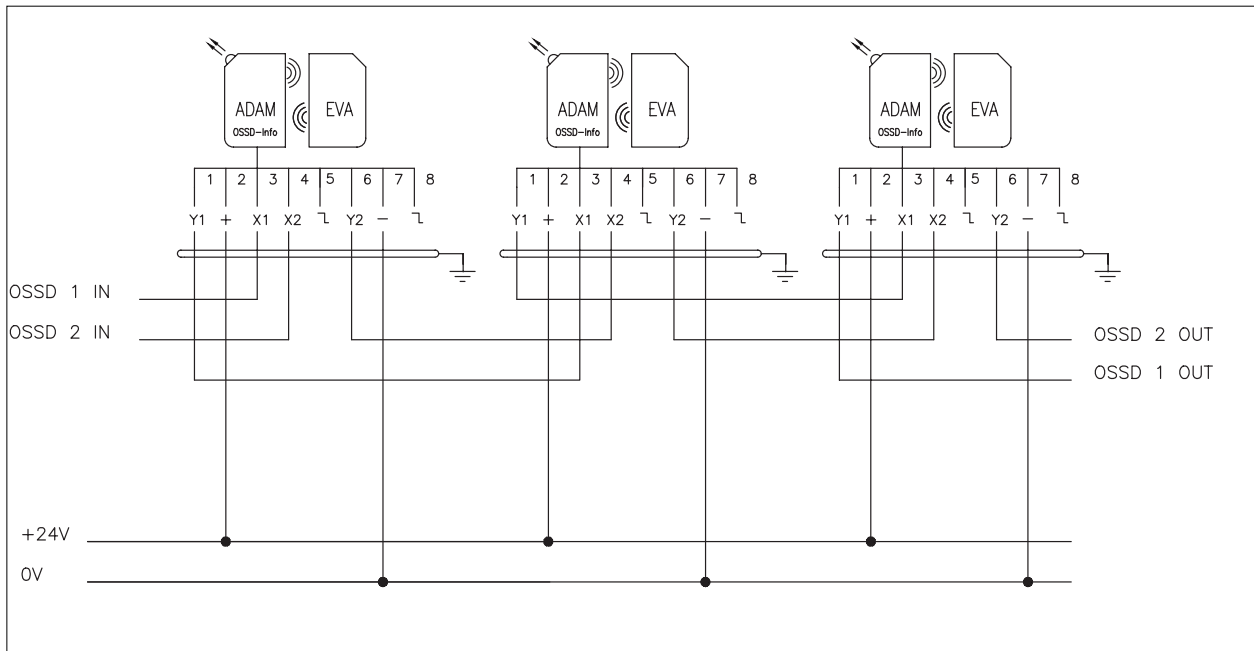 ADAM EVA ADAM EVA ADAM EVA
OSSD-Info OSSD-Info OSSD-Info
1 2 3 4 5 6 7 8 1 2 3 4 5 6 7 8 1 2 3 4 5 6 7 8
Y1 + X1 X2 Y2 - Y1 + X1 X2 Y2 - Y1 + X1 X2 Y2 -
OSSD 1 IN
OSSD 2 IN
OSSD 2 OUT
OSSD 1 OUT
+24V
0V